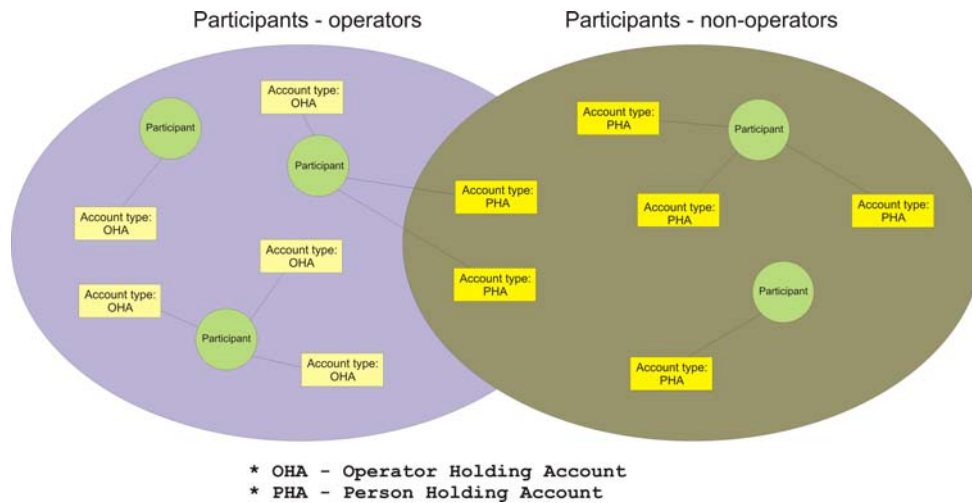 Participants - operators
Participants - non-operators
Account type:
OHA
Participant
Participant
Account type:
OHA
Account type:
OHA
Account type:
OHA
Participant
Account type:
OHA
Account type:
PHA
Account type:
PHA
Account type:
PHA
Participant
Account type:
PHA
Account type:
PHA
Participant
Account type:
PHA
* OHA - Operator Holding Account
* PHA - Person Holding Account